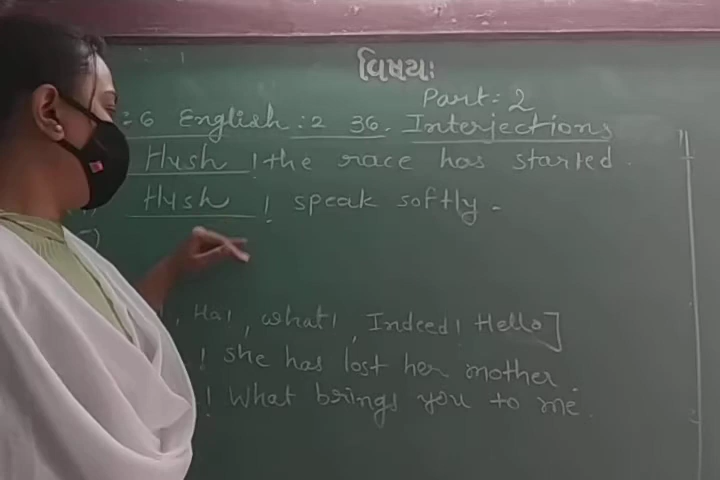 વિષય:
Part: 2
: 6 English : 2 36. Interjections
Hush ! the race has started.
Hush ! speak softly.
, Ha!, what!, Indeed! Hello]
! She has lost her mother
! What brings you to me.